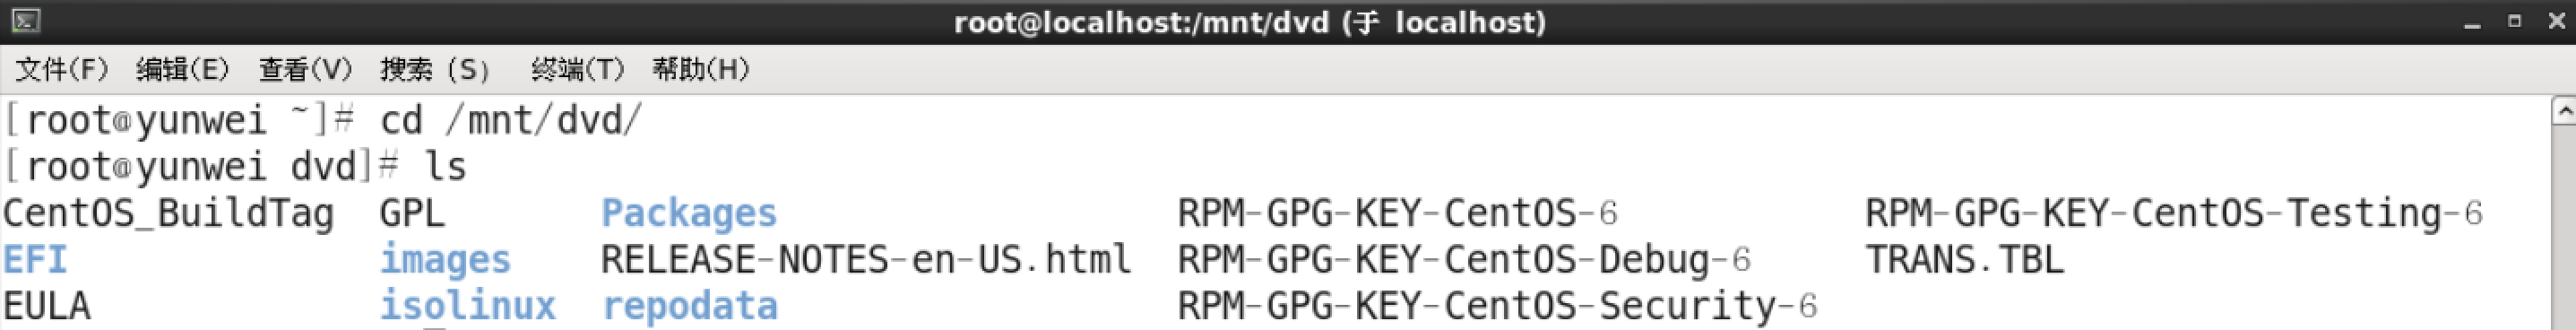 root@localhost:/mnt/dvd (于 localhost)
文件(F) 编辑(E) 查看(V) 搜索 (S) 终端(T) 帮助(H)
[root@yunwei ~]# cd /mnt/dvd/
[root@yunwei dvd]# ls
CentOS_BuildTag GPL Packages RPM-GPG-KEY-CentOS-6 RPM-GPG-KEY-CentOS-Testing-6
EFI images RELEASE-NOTES-en-US.html RPM-GPG-KEY-CentOS-Debug-6 TRANS.TBL
EULA isolinux repodata RPM-GPG-KEY-CentOS-Security-6